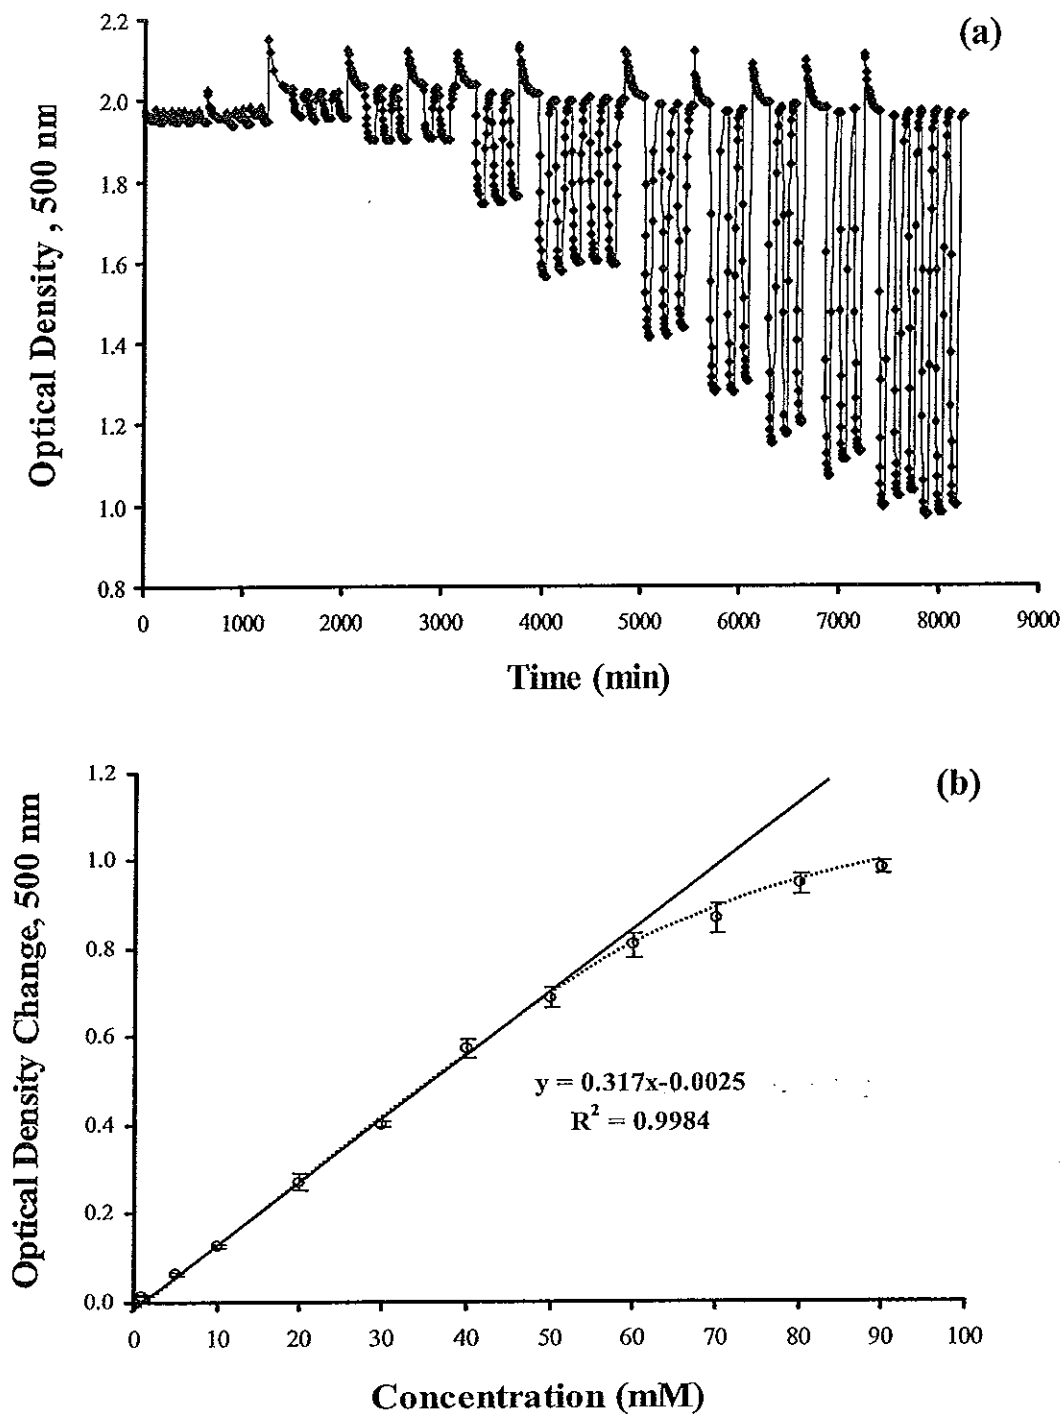 (a)
Optical Density , 500 nm
2.2
2.0
1.8
1.6
1.4
1.2
1.0
0.8
0 1000 2000 3000 4000 5000 6000 7000 8000 9000
Time (min)
(b)
Optical Density Change, 500 nm
1.2
1.0
0.8
0.6
0.4
0.2
0.0
y = 0.317x-0.0025
R² = 0.9984
0 10 20 30 40 50 60 70 80 90 100
Concentration (mM)